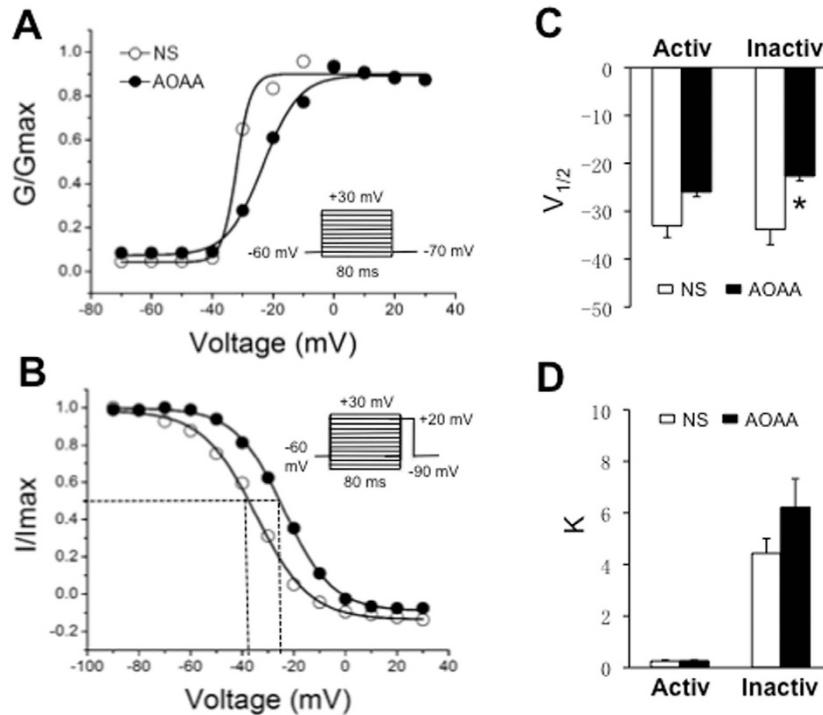 A
NS
AOAA
G/Gmax
1.0
0.8
0.6
0.4
0.2
0.0
+30 mV
-60 mV
-70 mV
80 ms
-80 -60 -40 -20 0 20 40
Voltage (mV)
B
I/Imax
1.0
0.8
0.6
0.4
0.2
0.0
-0.2
+30 mV
+20 mV
-60
mV
-90 mV
80 ms
-100 -80 -60 -40 -20 0 20 40
Voltage (mV)
C
Activ Inactiv
V1/2
0
-10
-20
-30
-40
-50
*
NS AOAA
D
K
10
8
6
4
2
0
NS AOAA
Activ Inactiv